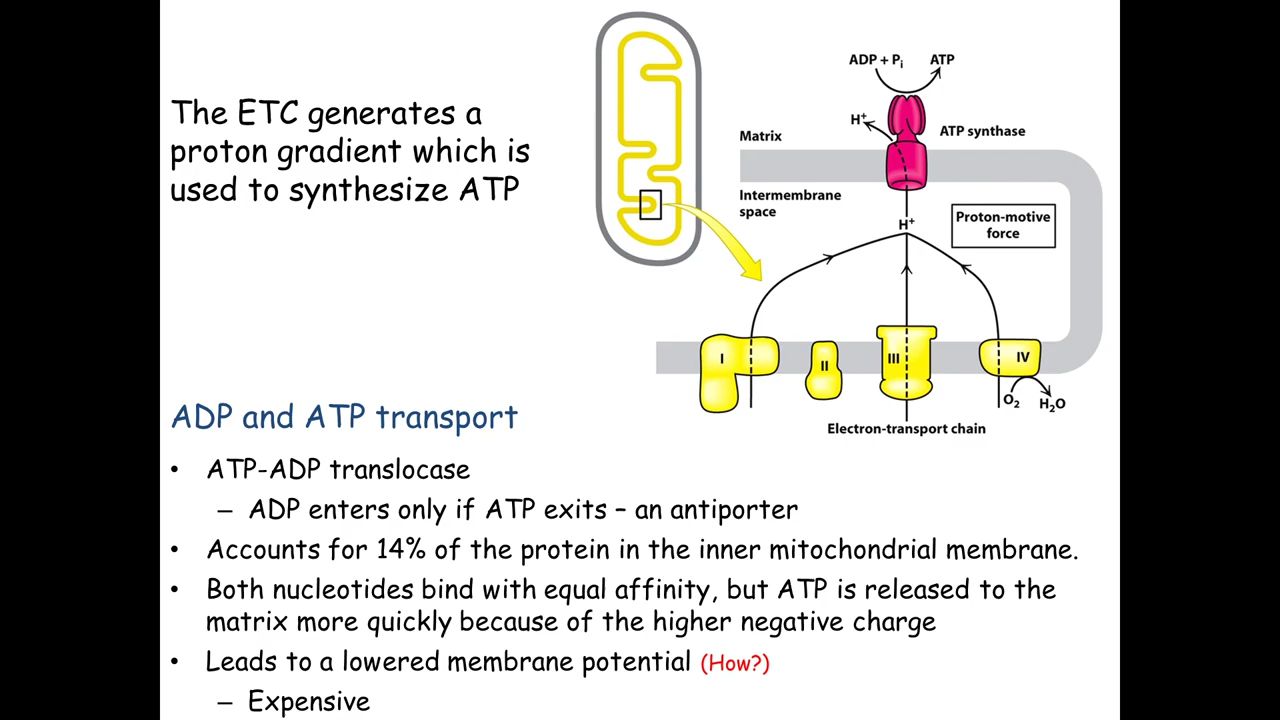 The ETC generates a
proton gradient which is
used to synthesize ATP
ADP + Pi
ATP
H+
ATP synthase
Matrix
Intermembrane
space
H+
Proton-motive
force
I
II
III
IV
O2
H2O
Electron-transport chain
ADP and ATP transport
• ATP-ADP translocase
– ADP enters only if ATP exits – an antiporter
• Accounts for 14% of the protein in the inner mitochondrial membrane.
• Both nucleotides bind with equal affinity, but ATP is released to the
matrix more quickly because of the higher negative charge
• Leads to a lowered membrane potential (How?)
– Expensive